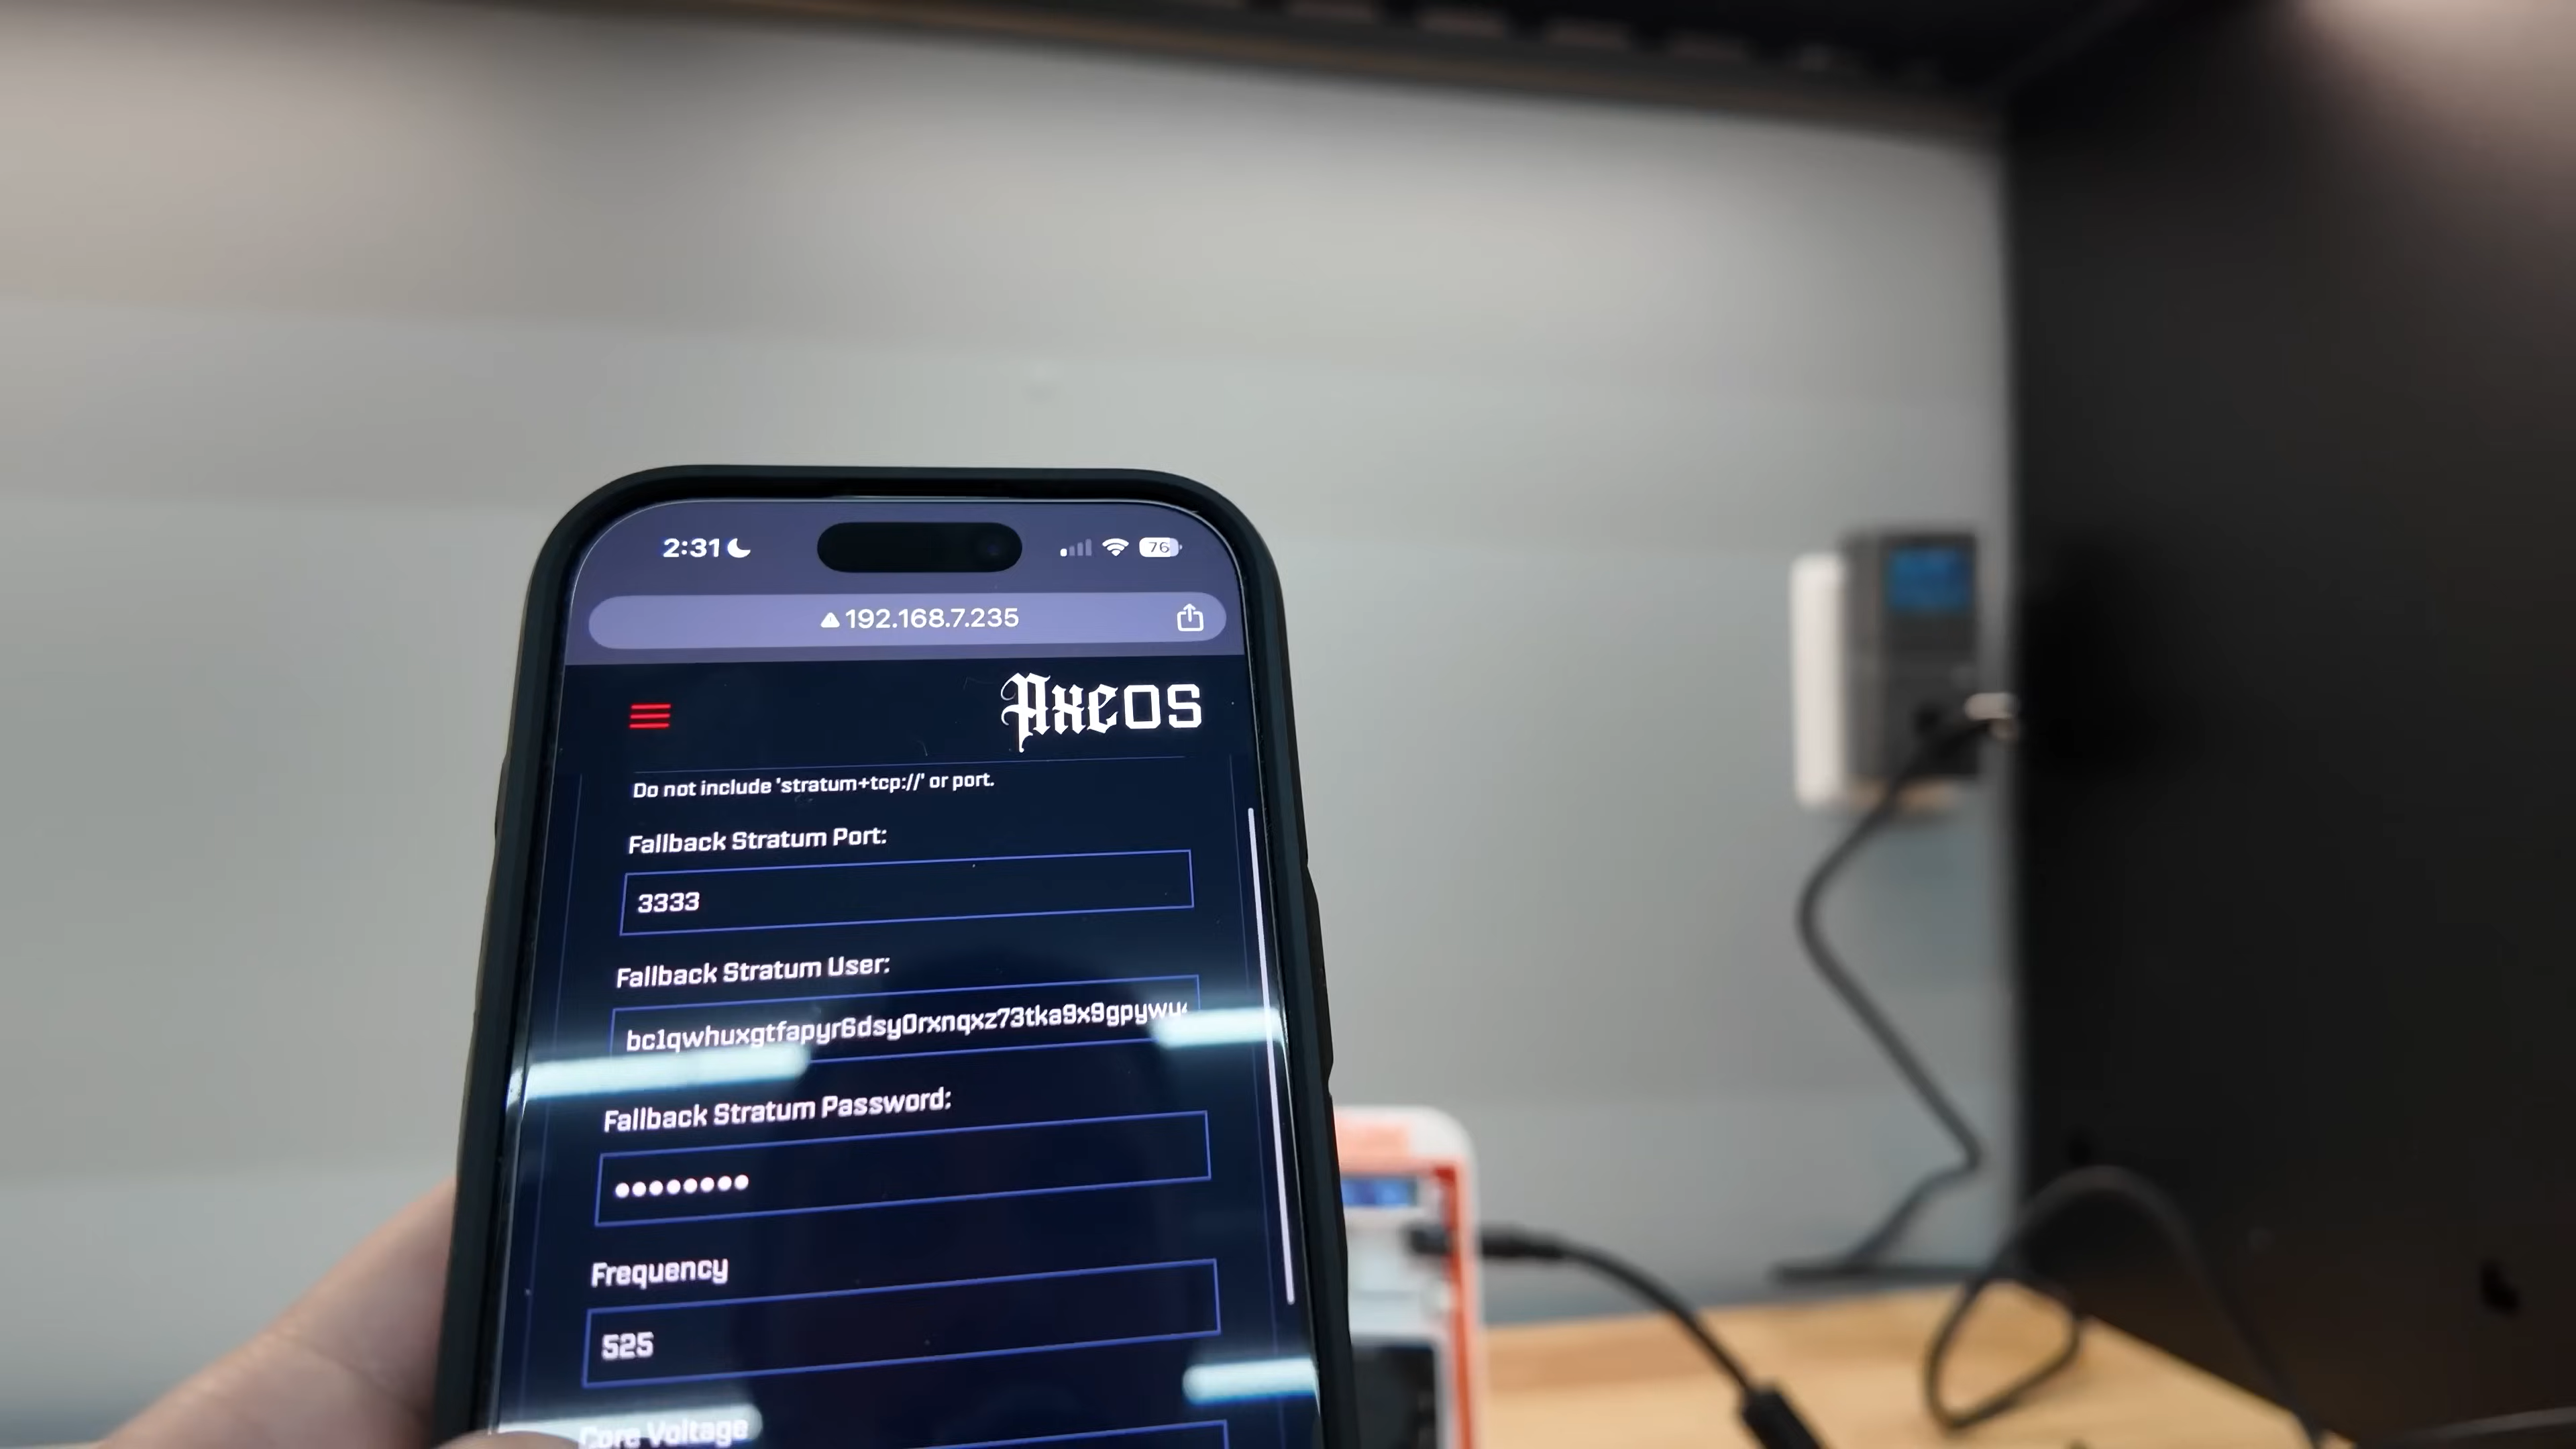 2:31
76
192.168.7.235
AxeOS
Do not include 'stratum+tcp://' or port.
Fallback Stratum Port:
3333
Fallback Stratum User:
bc1qwhuxgtfapyr6dsy0rxnqxz73tka9x9gpywu
Fallback Stratum Password:
••••••••
Frequency
525
Core Voltage